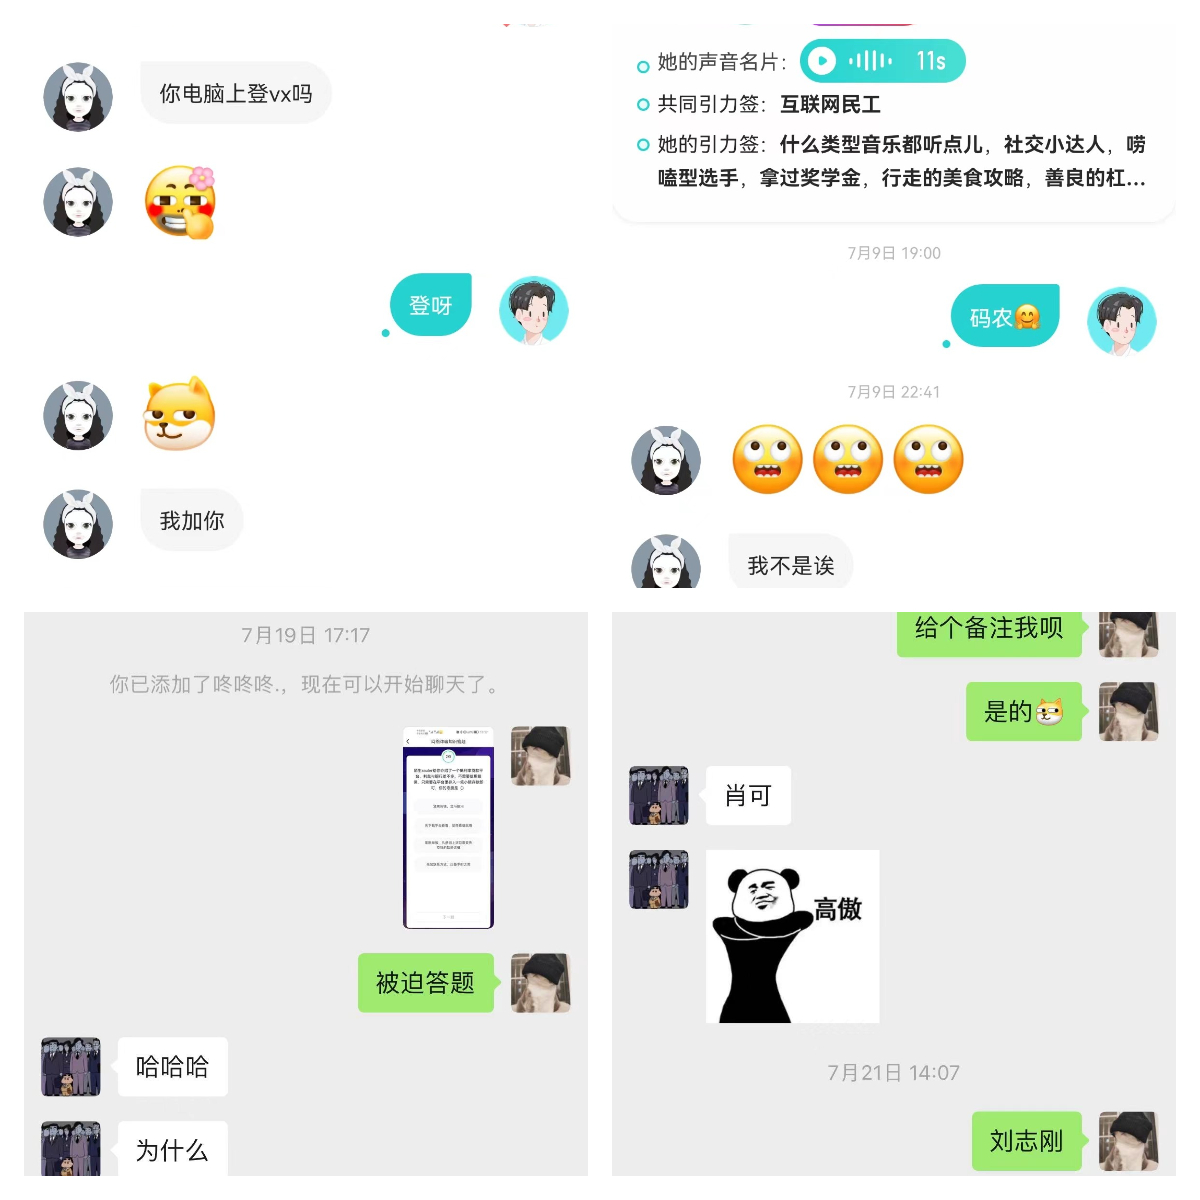 你电脑上登vx吗
登呀
我加你
她的声音名片： 11s
共同引力签：互联网民工
她的引力签：什么类型音乐都听点儿，社交小达人，唠
嗑型选手，拿过奖学金，行走的美食攻略，善良的杠...
7月9日 19:00
码农
7月9日 22:41
我不是诶
7月19日 17:17
你已添加了咚咚咚.，现在可以开始聊天了。
被迫答题
哈哈哈
为什么
给个备注我呗
是的
肖可
高傲
7月21日 14:07
刘志刚